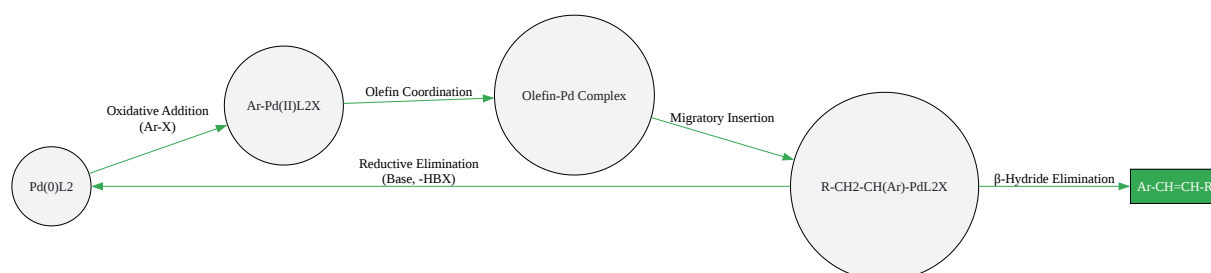 Pd(0)L2
Oxidative Addition
(Ar-X)
Ar-Pd(II)L2X
Olefin Coordination
Olefin-Pd Complex
Migratory Insertion
R-CH2-CH(Ar)-PdL2X
Reductive Elimination
(Base, -HBX)
β-Hydride Elimination
Ar-CH=CH-R